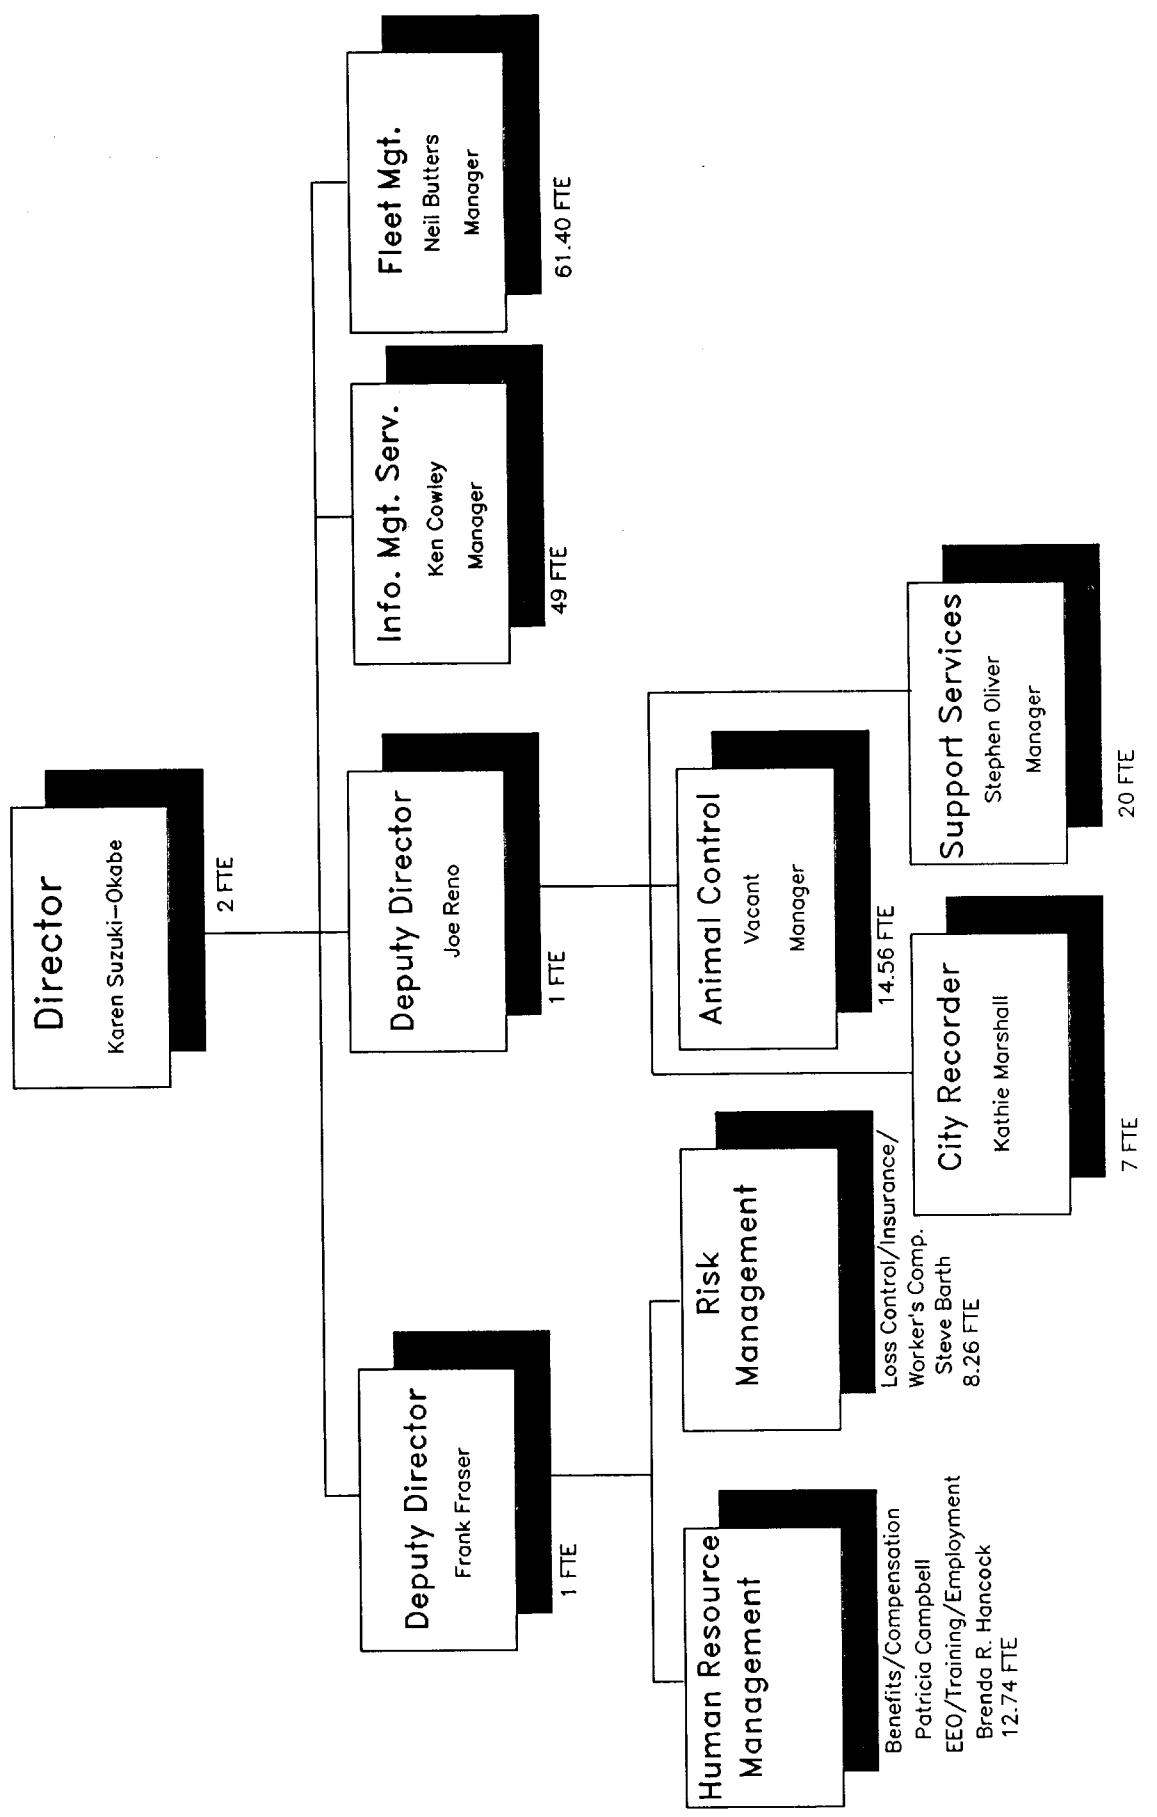 Director
Karen Suzuki-Okabe
2 FTE
Deputy Director
Frank Fraser
1 FTE
Deputy Director
Joe Reno
1 FTE
Info. Mgt. Serv.
Ken Cowley
Manager
49 FTE
Fleet Mgt.
Neil Butters
Manager
61.40 FTE
Human Resource
Management
Benefits/Compensation
Patricia Campbell
EEO/Training/Employment
Brenda R. Hancock
12.74 FTE
Risk
Management
Loss Control/Insurance/
Worker's Comp.
Steve Barth
8.26 FTE
Animal Control
Vacant
Manager
14.56 FTE
City Recorder
Kathie Marshall
7 FTE
Support Services
Stephen Oliver
Manager
20 FTE